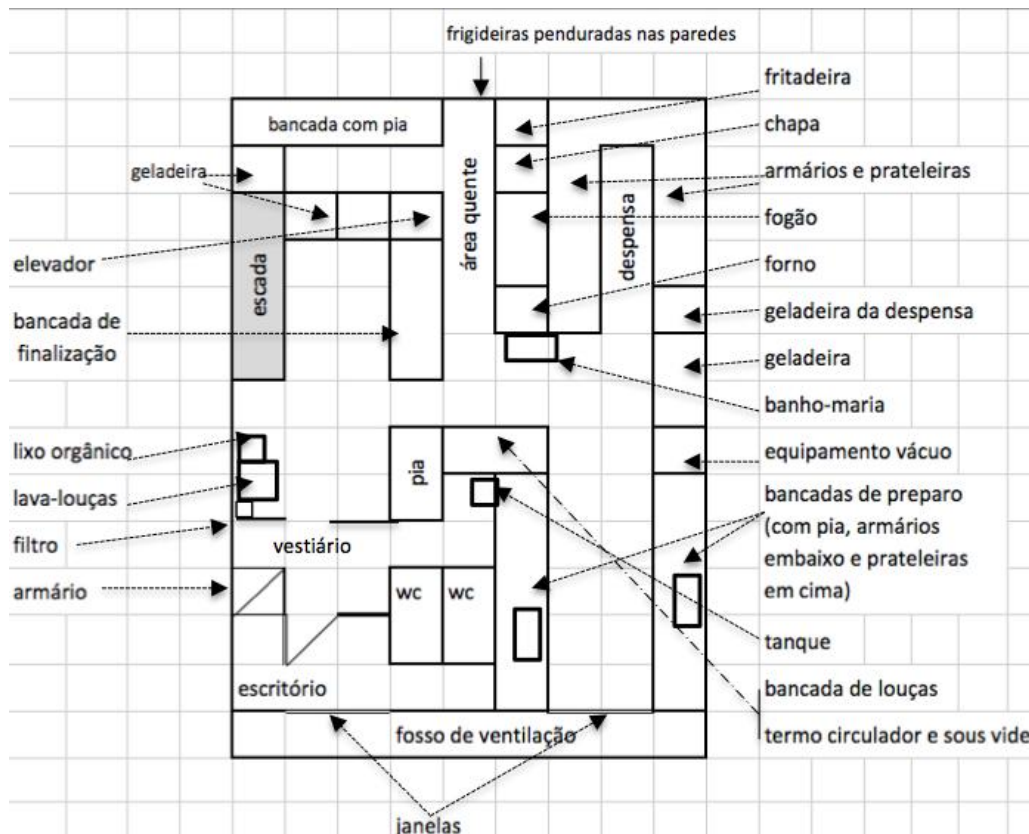 frigideiras penduradas nas paredes
fritadeira
chapa
armários e prateleiras
fogão
forno
geladeira da despensa
geladeira
banho-maria
equipamento vácuo
bancadas de preparo
(com pia, armários
embaixo e prateleiras
em cima)
tanque
bancada de louças
termo circulador e sous vide
bancada com pia
geladeira
elevador
bancada de
finalização
lixo orgânico
lava-louças
filtro
armário
escada
área quente
despensa
pia
vestiário
wc
wc
escritório
fosso de ventilação
janelas